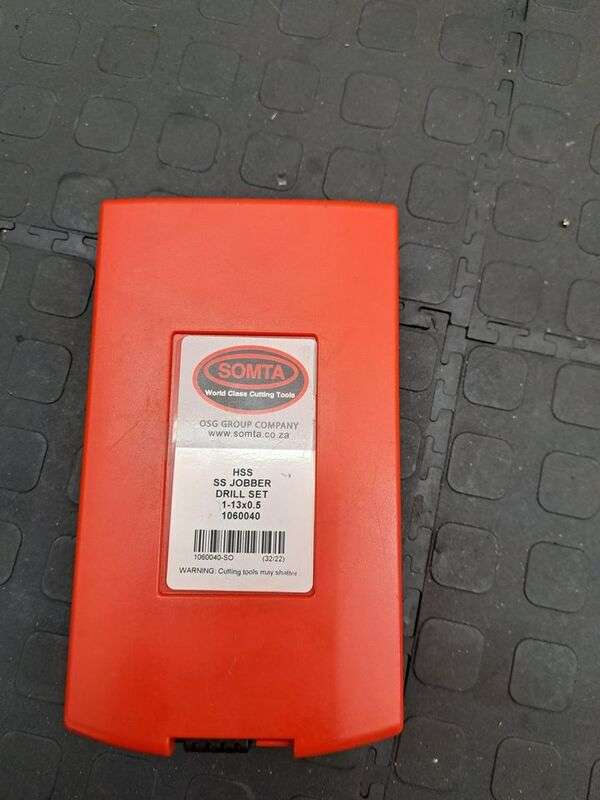 SOMTA
World Class Cutting Tools
OSG GROUP COMPANY
www.somta.co.za
HSS
SS JOBBER
DRILL SET
1-13x0.5
1060040
1060040-SO (32/22)
WARNING: Cutting tools may shatter